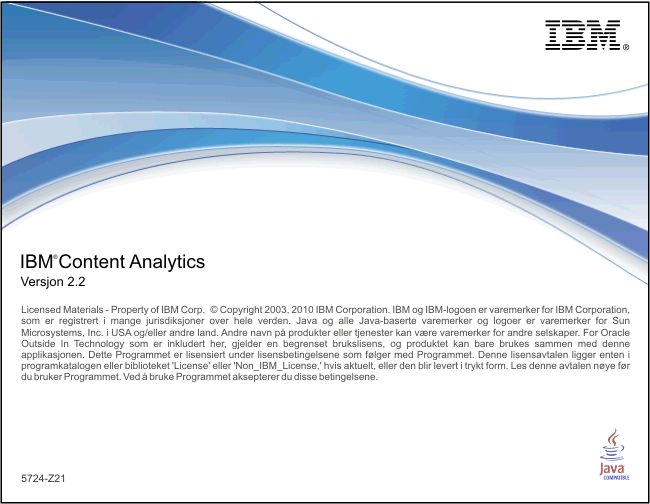 IBM®
IBM® Content Analytics
Versjon 2.2
Licensed Materials - Property of IBM Corp. © Copyright 2003, 2010 IBM Corporation. IBM og IBM-logoen er varemerker for IBM Corporation,
som er registrert i mange jurisdiksjoner over hele verden. Java og alle Java-baserte varemerker og logoer er varemerker for Sun
Microsystems, Inc. i USA og/eller andre land. Andre navn på produkter eller tjenester kan være varemerker for andre selskaper. For Oracle
Outside In Technology som er inkludert her, gjelder en begrenset brukslisens, og produktet kan bare brukes sammen med denne
applikasjonen. Dette Programmet er lisensiert under lisensbetingelsene som følger med Programmet. Denne lisensavtalen ligger enten i
programkatalogen eller biblioteket 'License' eller 'Non_IBM_License,' hvis aktuelt, eller den blir levert i trykt form. Les denne avtalen nøye før
du bruker Programmet. Ved å bruke Programmet aksepterer du disse betingelsene.
Java
COMPATIBLE
5724-Z21